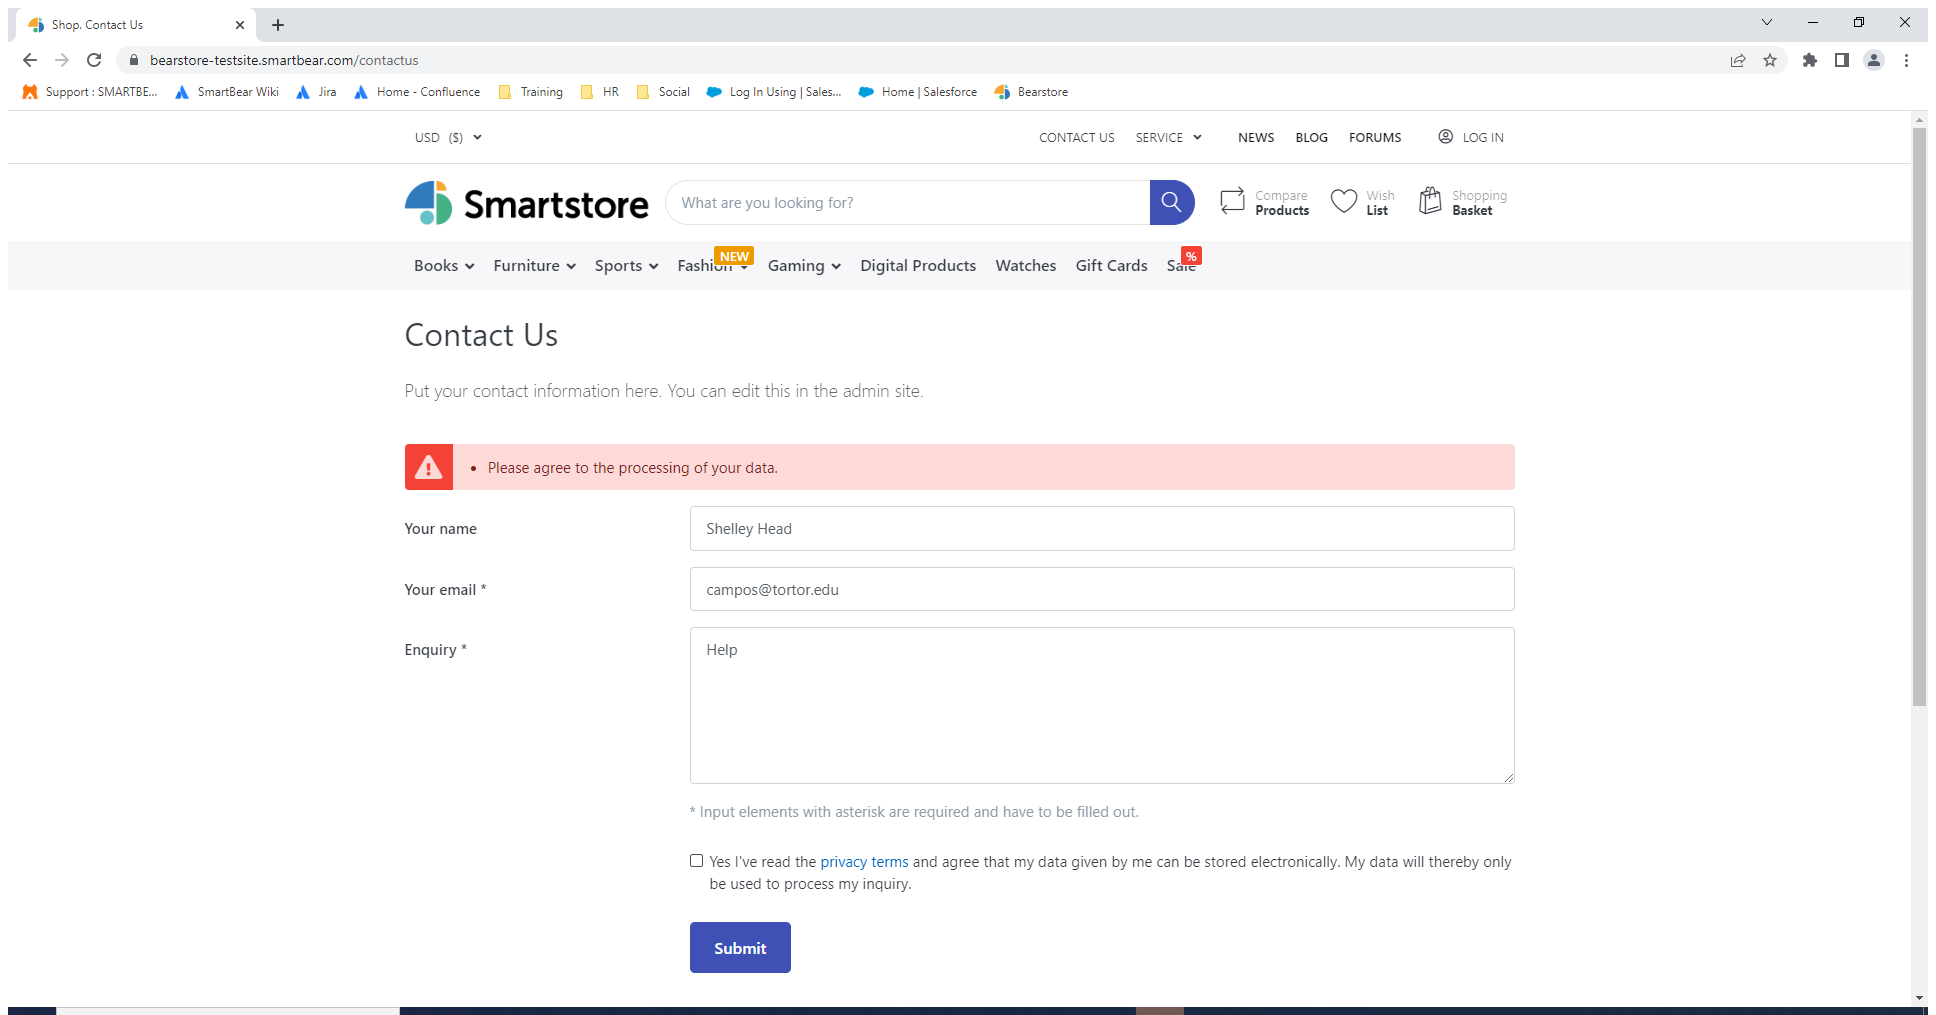 Shop. Contact Us
bearstore-testsite.smartbear.com/contactus
Support : SMARTBE... SmartBear Wiki Jira Home - Confluence Training HR Social Log In Using | Sales... Home | Salesforce Bearstore
USD ($) CONTACT US SERVICE NEWS BLOG FORUMS LOG IN
Smartstore What are you looking for? Compare Products Wish List Shopping Basket
Books Furniture Sports Fashion NEW Gaming Digital Products Watches Gift Cards Sale %
Contact Us
Put your contact information here. You can edit this in the admin site.
• Please agree to the processing of your data.
Your name Shelley Head
Your email * campos@tortor.edu
Enquiry * Help
* Input elements with asterisk are required and have to be filled out.
Yes I've read the privacy terms and agree that my data given by me can be stored electronically. My data will thereby only
be used to process my inquiry.
Submit